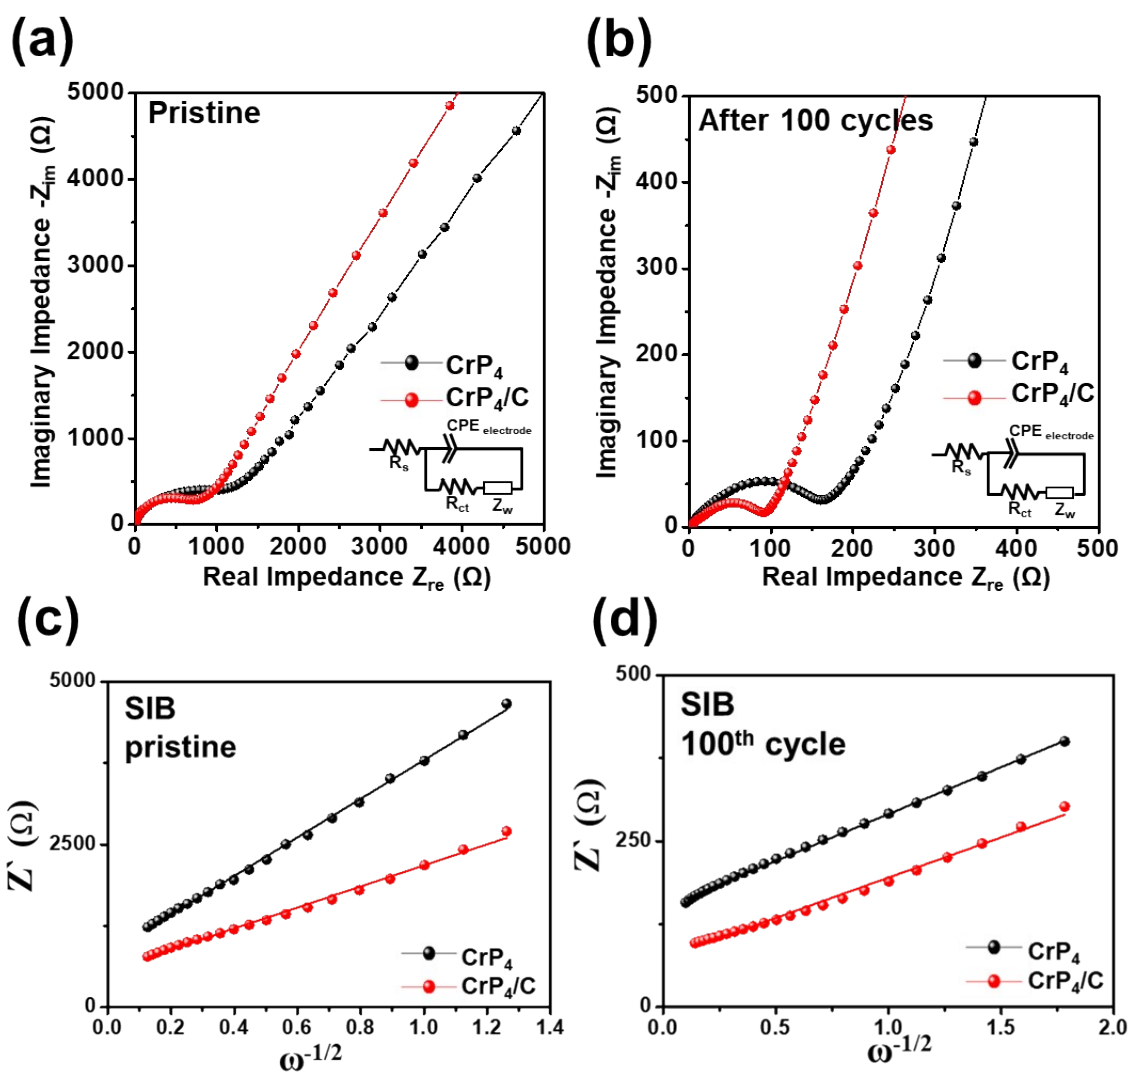 (a)
Pristine
Imaginary Impedance -Zim (Ω)
5000
4000
3000
2000
1000
0
CrP4
CrP4/C
CPE electrode
Rs
Rct
Zw
0 1000 2000 3000 4000 5000
Real Impedance Zre (Ω)
(b)
After 100 cycles
Imaginary Impedance -Zim (Ω)
500
400
300
200
100
0
CrP4
CrP4/C
CPE electrode
Rs
Rct
Zw
0 100 200 300 400 500
Real Impedance Zre (Ω)
(c)
SIB
pristine
Z` (Ω)
5000
2500
0
CrP4
CrP4/C
0.0 0.2 0.4 0.6 0.8 1.0 1.2 1.4
ω-1/2
(d)
SIB
100th cycle
Z` (Ω)
500
250
0
CrP4
CrP4/C
0.0 0.5 1.0 1.5 2.0
ω-1/2